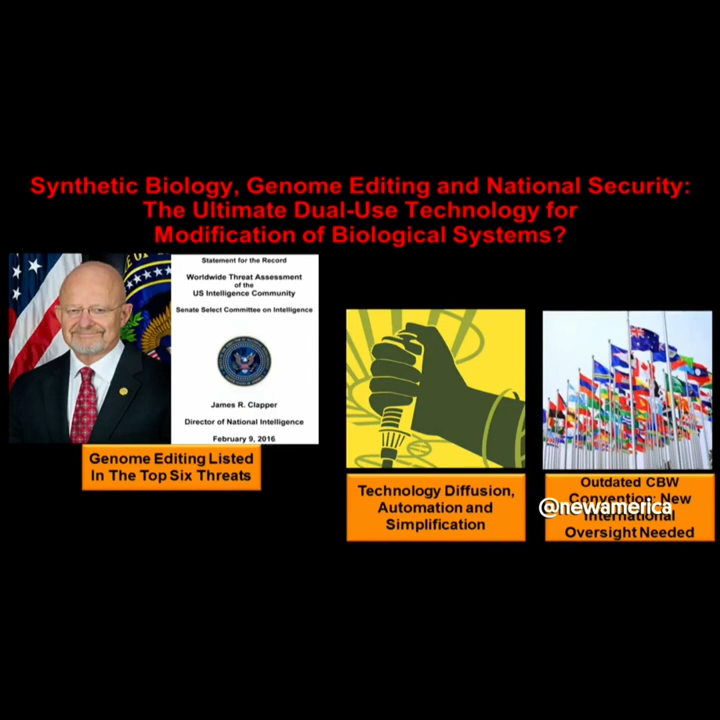 Synthetic Biology, Genome Editing and National Security:
The Ultimate Dual-Use Technology for
Modification of Biological Systems?
Statement for the Record
Worldwide Threat Assessment
of the
US Intelligence Community
Senate Select Committee on Intelligence
James R. Clapper
Director of National Intelligence
February 9, 2016
Genome Editing Listed
In The Top Six Threats
Technology Diffusion,
Automation and
Simplification
Outdated CBW
Convention: New
International
Oversight Needed
@newamerica